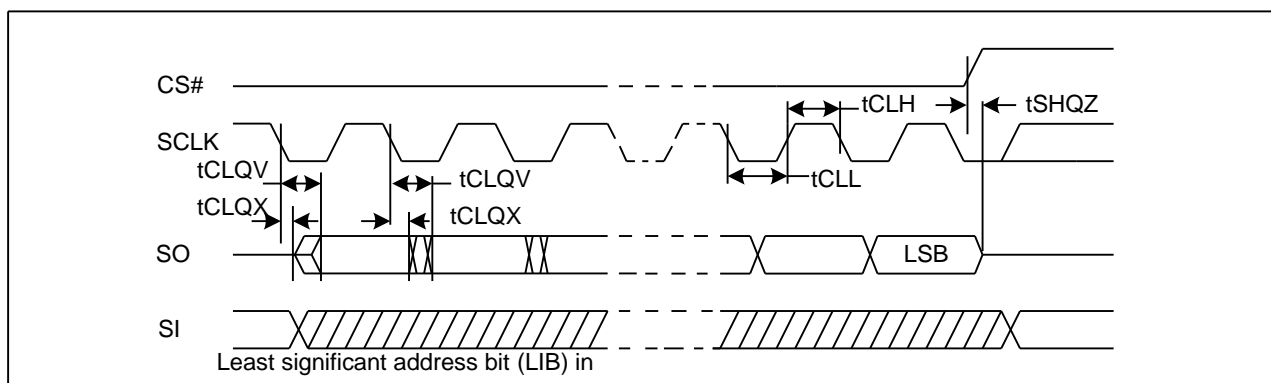 CS#
tCLH
tSHQZ
SCLK
tCLQV
tCLQV
tCLL
tCLQX
tCLQX
SO
LSB
SI
Least significant address bit (LIB) in